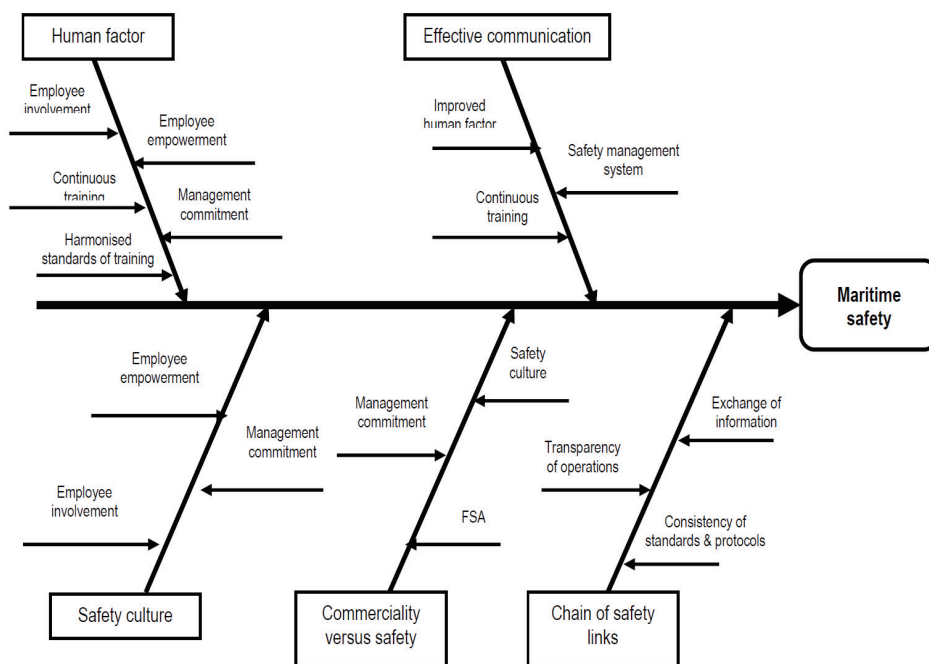 Human factor
Effective communication
Employee
involvement
Employee
empowerment
Continuous
training
Management
commitment
Harmonised
standards of training
Improved
human factor
Safety management
system
Continuous
training
Maritime
safety
Employee
empowerment
Management
commitment
Employee
involvement
Safety
culture
Management
commitment
FSA
Exchange of
information
Transparency
of operations
Consistency of
standards & protocols
Safety culture
Commerciality
versus safety
Chain of safety
links